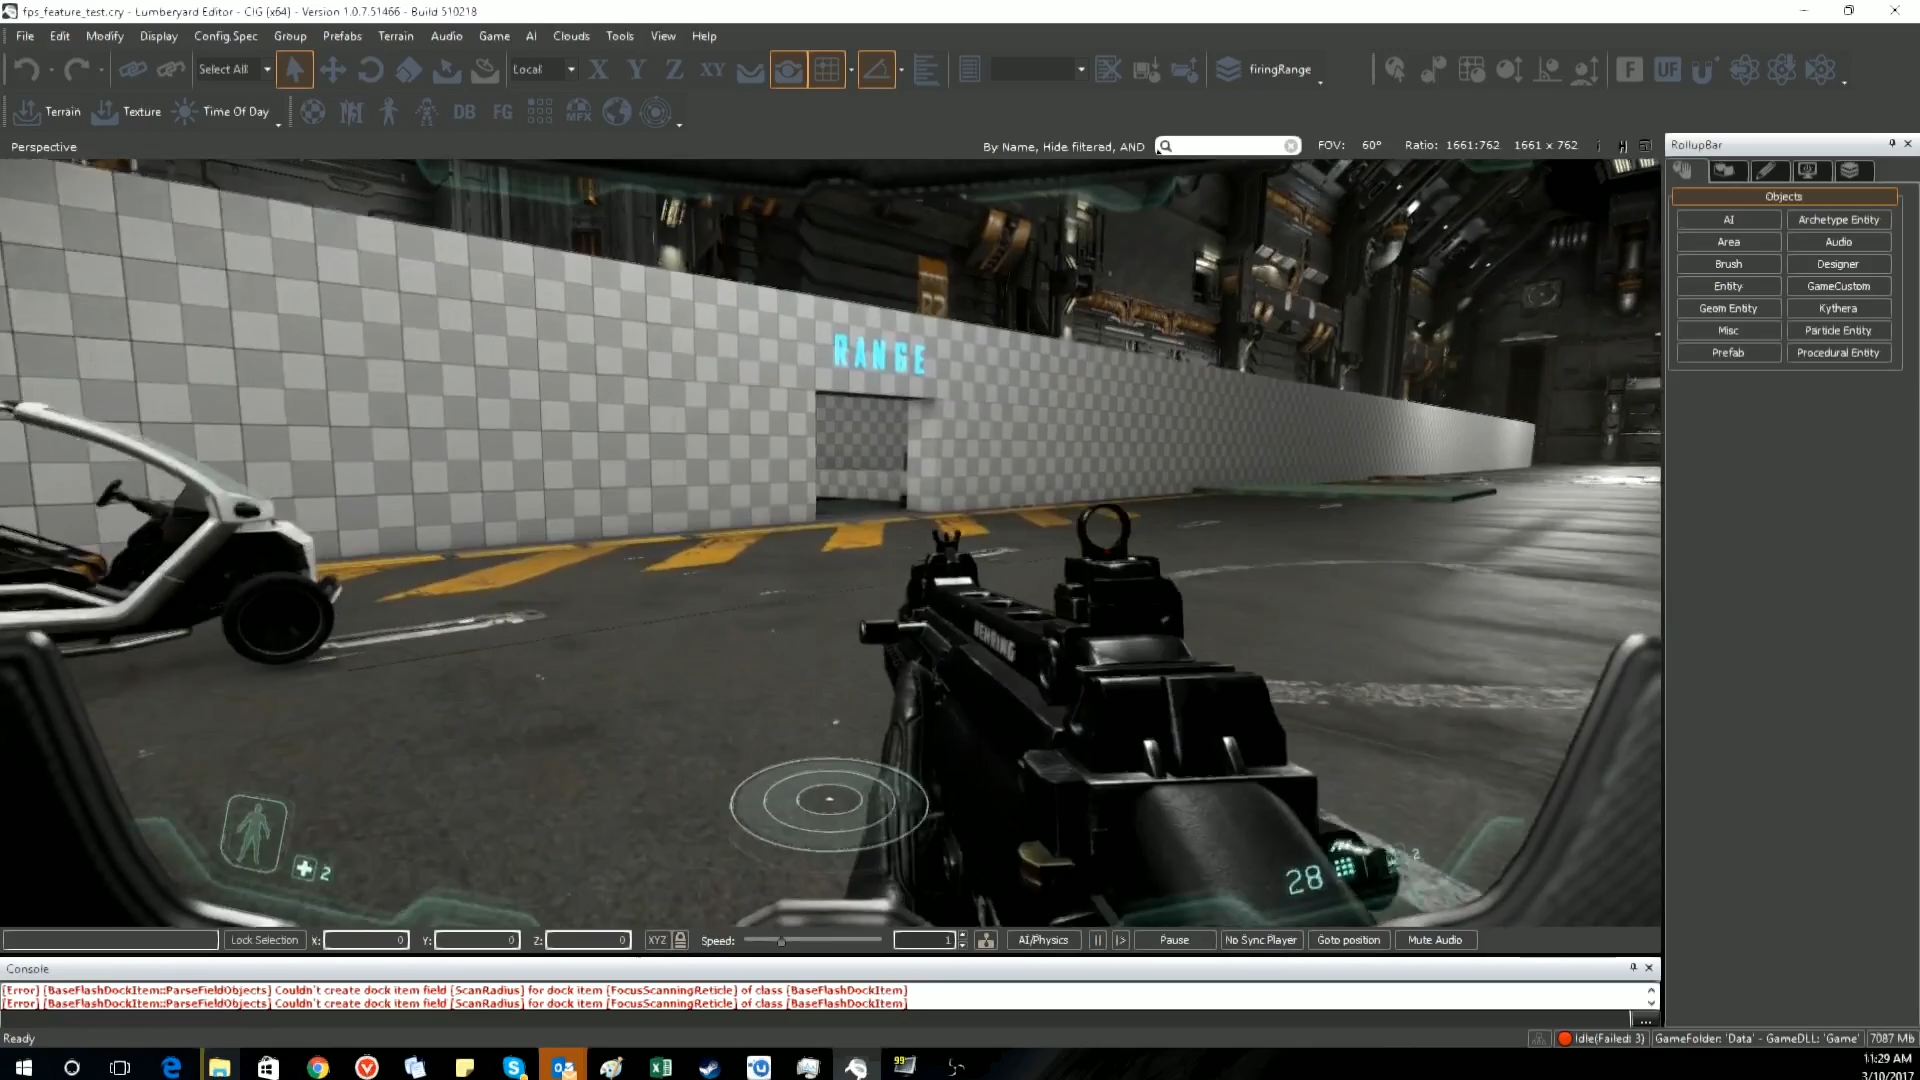 fps_feature_test.cry - Lumberyard Editor - CIG (x64) - Version 1.0.7.51466 - Build 510218
File Edit Modify Display Config Spec Group Prefabs Terrain Audio Game AI Clouds Tools View Help
Select All Local X Y Z XY firingRange F UF
Terrain Texture Time Of Day DB FG MFX
Perspective By Name, Hide filtered, AND FOV: 60° Ratio: 1661:762 1661 x 762
RollupBar
Objects
AI Archetype Entity
Area Audio
Brush Designer
Entity GameCustom
Geom Entity Kythera
Misc Particle Entity
Prefab Procedural Entity
RANGE
BEHRING
2
28
2
Lock Selection X: 0 Y: 0 Z: 0 XYZ Speed: 1 AI/Physics Pause No Sync Player Goto position Mute Audio
Console
[Error] [BaseFlashDockItem::ParseFieldObjects] Couldn't create dock item field [ScanRadius] for dock item [FocusScanningReticle] of class [BaseFlashDockItem]
[Error] [BaseFlashDockItem::ParseFieldObjects] Couldn't create dock item field [ScanRadius] for dock item [FocusScanningReticle] of class [BaseFlashDockItem]
...
Ready Idle(Failed: 3) GameFolder: 'Data' - GameDLL: 'Game' 7087 Mb
99
11:29 AM
3/10/2017